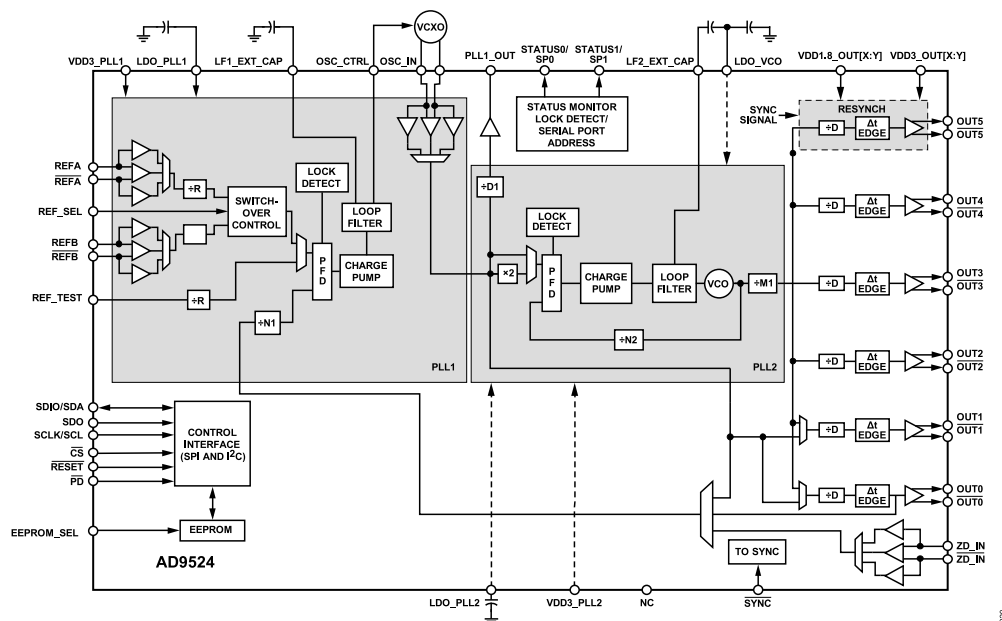 VCXO
VDD3_PLL1
LDO_PLL1
LF1_EXT_CAP
OSC_CTRL
OSC_IN
PLL1_OUT
STATUS0/
SP0
STATUS1/
SP1
LF2_EXT_CAP
LDO_VCO
VDD1.8_OUT[X:Y]
VDD3_OUT[X:Y]
STATUS MONITOR
LOCK DETECT/
SERIAL PORT
ADDRESS
SYNC
SIGNAL
RESYNCH
÷D
Δt
EDGE
OUT5
OUT5
REFA
REFA
÷R
LOCK
DETECT
SWITCH-
OVER
CONTROL
REF_SEL
LOOP
FILTER
÷D1
÷D
Δt
EDGE
OUT4
OUT4
REFB
REFB
PFD
CHARGE
PUMP
LOCK
DETECT
×2
PFD
CHARGE
PUMP
LOOP
FILTER
VCO
÷M1
÷D
Δt
EDGE
OUT3
OUT3
REF_TEST
÷R
÷N1
÷N2
PLL1
PLL2
÷D
Δt
EDGE
OUT2
OUT2
SDIO/SDA
SDO
SCLK/SCL
CS
RESET
PD
CONTROL
INTERFACE
(SPI AND I2C)
÷D
Δt
EDGE
OUT1
OUT1
÷D
Δt
EDGE
OUT0
OUT0
EEPROM_SEL
EEPROM
AD9524
TO SYNC
ZD_IN
ZD_IN
LDO_PLL2
VDD3_PLL2
NC
SYNC